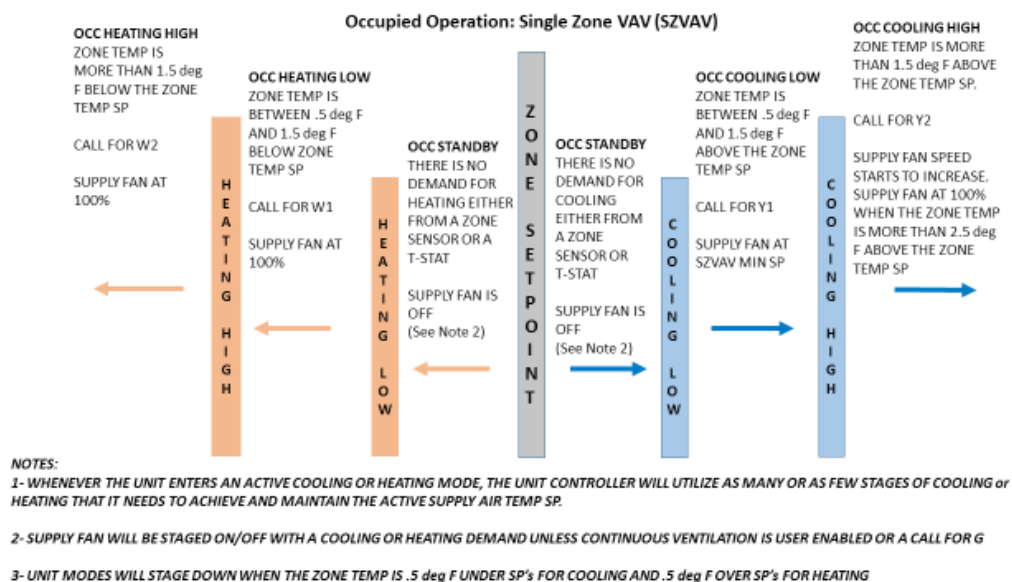 Occupied Operation: Single Zone VAV (SZVAV)
OCC HEATING HIGH
ZONE TEMP IS
MORE THAN 1.5 deg
F BELOW THE ZONE
TEMP SP
CALL FOR W2
SUPPLY FAN AT
100%
HEATING HIGH
OCC HEATING LOW
ZONE TEMP IS
BETWEEN .5 deg F
AND 1.5 deg F
BELOW ZONE
TEMP SP
CALL FOR W1
SUPPLY FAN AT
100%
HEATING LOW
OCC STANDBY
THERE IS NO
DEMAND FOR
HEATING EITHER
FROM A ZONE
SENSOR OR A
T-STAT
SUPPLY FAN IS
OFF
(See Note 2)
ZONE SETPOINT
OCC STANDBY
THERE IS NO
DEMAND FOR
COOLING
EITHER FROM
A ZONE
SENSOR OR
T-STAT
SUPPLY FAN IS
OFF
(See Note 2)
COOLING LOW
OCC COOLING LOW
ZONE TEMP IS
BETWEEN .5 deg F
AND 1.5 deg F
ABOVE THE ZONE
TEMP SP
CALL FOR Y1
SUPPLY FAN AT
SZVAV MIN SP
COOLING HIGH
OCC COOLING HIGH
ZONE TEMP IS MORE
THAN 1.5 deg F ABOVE
THE ZONE TEMP SP.
CALL FOR Y2
SUPPLY FAN SPEED
STARTS TO INCREASE.
SUPPLY FAN AT 100%
WHEN THE ZONE TEMP
IS MORE THAN 2.5 deg
F ABOVE THE ZONE
TEMP SP
NOTES:
1- WHENEVER THE UNIT ENTERS AN ACTIVE COOLING OR HEATING MODE, THE UNIT CONTROLLER WILL UTILIZE AS MANY OR AS FEW STAGES OF COOLING or
HEATING THAT IT NEEDS TO ACHIEVE AND MAINTAIN THE ACTIVE SUPPLY AIR TEMP SP.
2- SUPPLY FAN WILL BE STAGED ON/OFF WITH A COOLING OR HEATING DEMAND UNLESS CONTINUOUS VENTILATION IS USER ENABLED OR A CALL FOR G
3- UNIT MODES WILL STAGE DOWN WHEN THE ZONE TEMP IS .5 deg F UNDER SP's FOR COOLING AND .5 deg F OVER SP's FOR HEATING